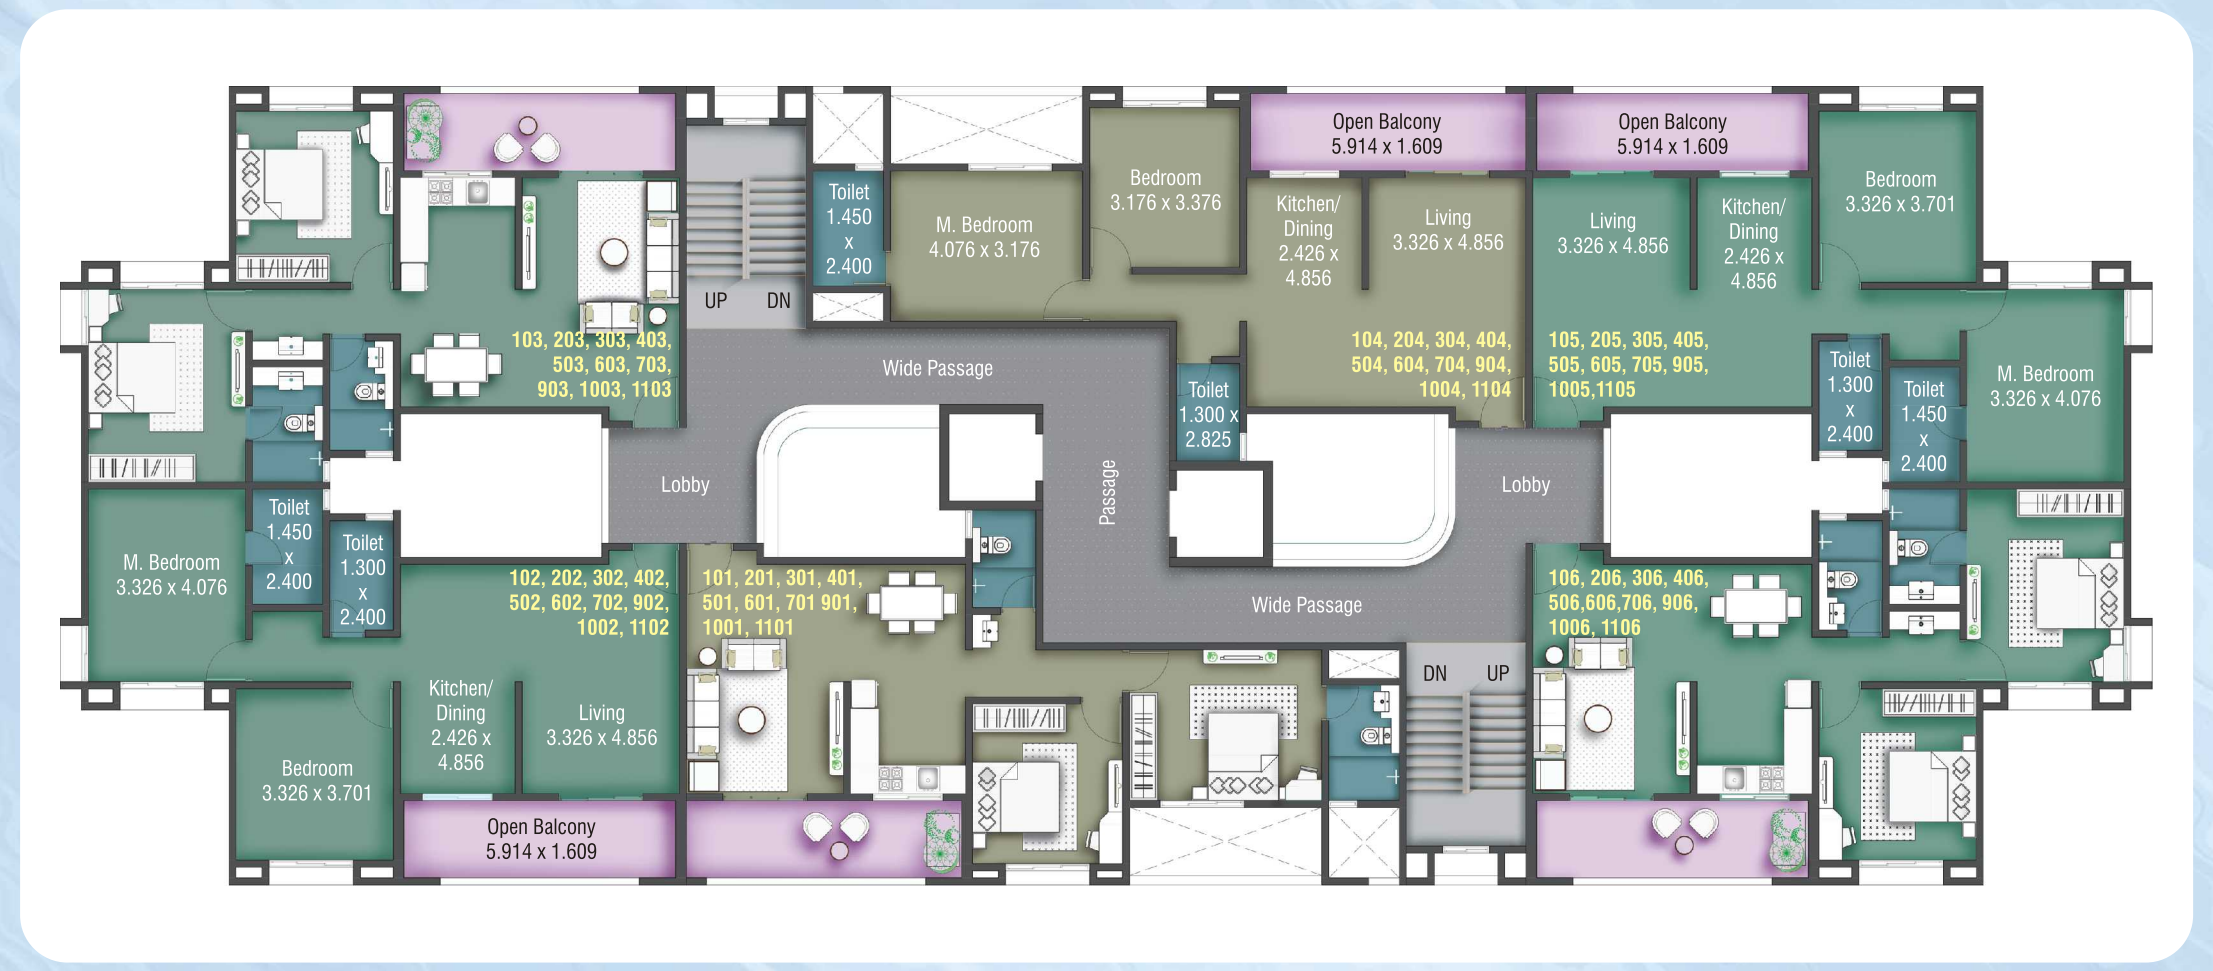 Open Balcony
5.914 x 1.609
Open Balcony
5.914 x 1.609
Toilet
1.450
x
2.400
M. Bedroom
4.076 x 3.176
Bedroom
3.176 x 3.376
Kitchen/
Dining
2.426 x
4.856
Living
3.326 x 4.856
Living
3.326 x 4.856
Kitchen/
Dining
2.426 x
4.856
Bedroom
3.326 x 3.701
UP
DN
103, 203, 303, 403,
503, 603, 703,
903, 1003, 1103
Wide Passage
104, 204, 304, 404,
504, 604, 704, 904,
1004, 1104
105, 205, 305, 405,
505, 605, 705, 905,
1005,1105
Toilet
1.300 x
2.825
Toilet
1.300
x
2.400
Toilet
1.450
x
2.400
M. Bedroom
3.326 x 4.076
Lobby
Passage
Lobby
M. Bedroom
3.326 x 4.076
Toilet
1.450
x
2.400
Toilet
1.300
x
2.400
102, 202, 302, 402,
502, 602, 702, 902,
1002, 1102
101, 201, 301, 401,
501, 601, 701 901,
1001, 1101
Wide Passage
106, 206, 306, 406,
506,606,706, 906,
1006, 1106
DN
UP
Kitchen/
Dining
2.426 x
4.856
Living
3.326 x 4.856
Bedroom
3.326 x 3.701
Open Balcony
5.914 x 1.609